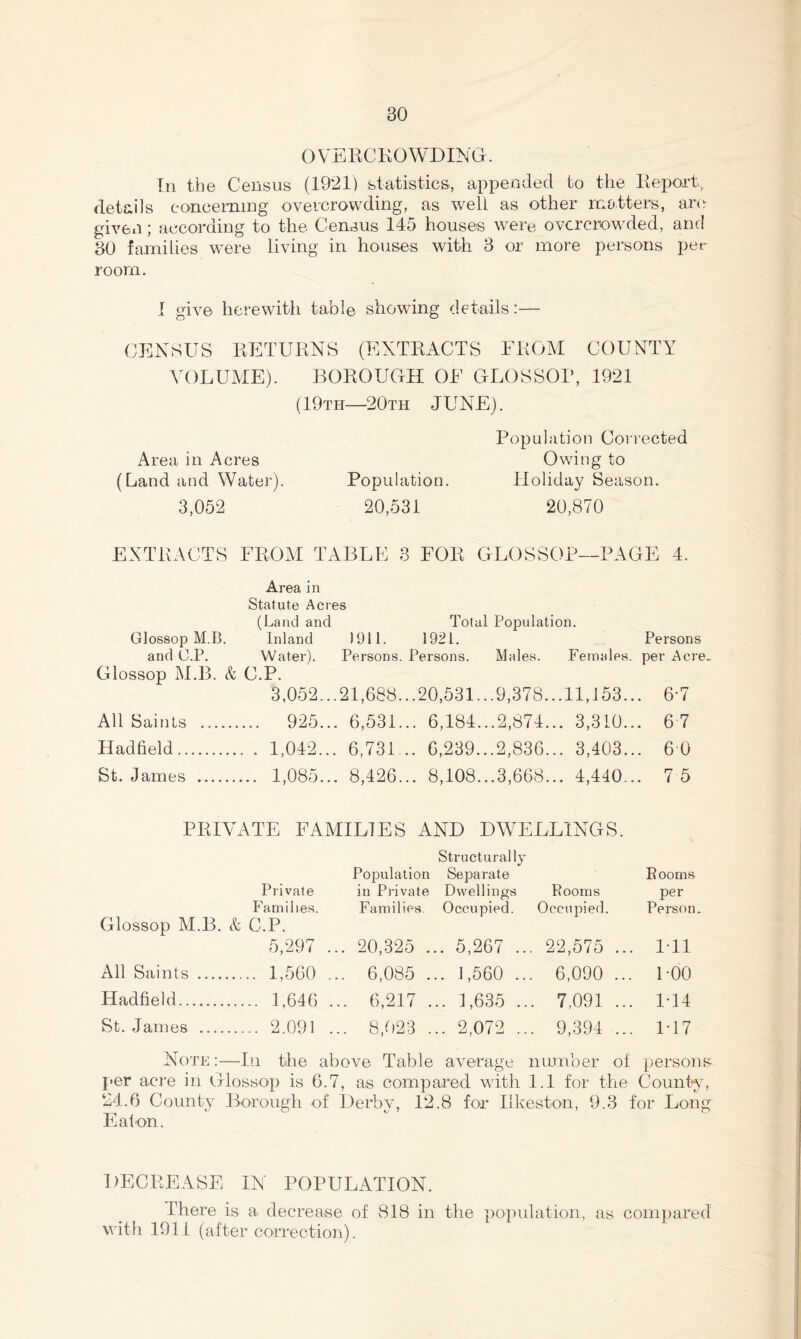 30
OVERCROWDING.
In the Census (1921) statistics, appended to the Report,
details concerning overcrowding, as well as other matters, are
given; according to the Census 145 houses were overcrowded, and
30 families were living in houses with 3 or more persons per
room.
I give herewith table showing details:—
CENSUS RETURNS (EXTRACTS FROM COUNTY
VOLUME). BOROUGH OF GLOSSOP, 1921
(19TH—20TH JUNE).
Population Corrected
Area in Acres Owing to
(Land and Water). Population. Holiday Season.
3,052 20,531 20,870
EXTRACTS FROM TABLE 3 FOR GLOSSOP—PAGE 4.
Area in
Statute Acres
(Land and Total Population.
Glossop M.B. Inland 1911. 1921. Persons
and C.P. Water). Persons. Persons. Males. Females. per Acre.
Glossop M.B. & C.P.
3,052...21,688...20,531...9,378...11,153... 6·7
All Saints ......... 925... 6,531... 6,184...2,874... 3,310... 6 7
Hadfield........... . 1,042... 6,731... 6,239...2,836... 3,403... 6 0
St. James ......... 1,085... 8,426... 8,108...3,668... 4,440... 7 5
PRIVATE FAMILIES AND DWELLINGS.
Structurally
Population Separate Rooms
Private in Private Dwellings Rooms per
Families. Families. Occupied. Occupied. Person.
Glossop M.B. & C.P.
5,297 ... 20,325 ... 5,267 ... 22,575 ... 1·11
All Saints ......... 1,560 ... 6,085 ... 1,560 ... 6,090 ... 1·00
Hadfield............ 1,646 ... 6,217 ... 1,635 ... 7,091 ... 1·14
St. James ......... 2.091 ... 8,023 ... 2,072 ... 9,394 ... 1·17
NOTE:—In the above Table average number of persons
per acre in Glossop is 6.7, as compared with 1.1 for the County,
24.6 County Borough of Derby, 12.8 for Ilkeston, 9.3 for Long
Eaton.
DECREASE IN POPULATION.
There is a decrease of 818 in the population, as compared
with 1911 (after correction).